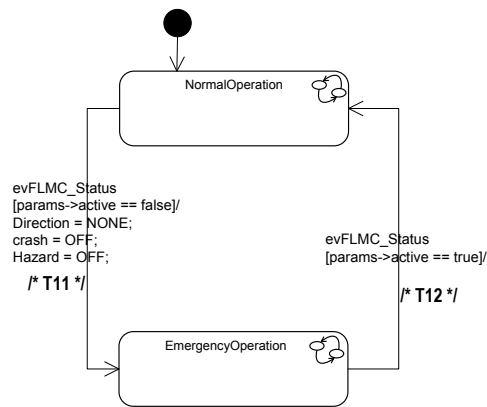 NormalOperation
evFLMC_Status
[params->active == false]/
Direction = NONE;
crash = OFF;
Hazard = OFF;
/* T11 */
evFLMC_Status
[params->active == true]/
/* T12 */
EmergencyOperation